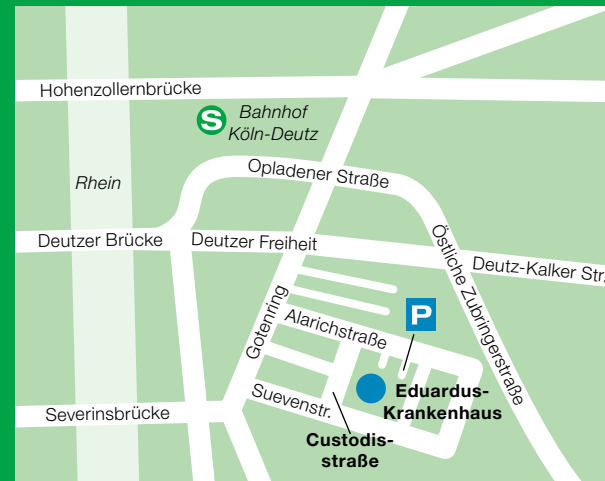 Hohenzollernbrücke
S
Bahnhof
Köln-Deutz
Opladener Straße
Rhein
Deutzer Brücke
Deutzer Freiheit
Östliche Zubringerstraße
Deutz-Kalker Str.
Gotenring
P
Alarichstraße
Eduardus-
Krankenhaus
Suevenstr.
Severinsbrücke
Custodis-
straße